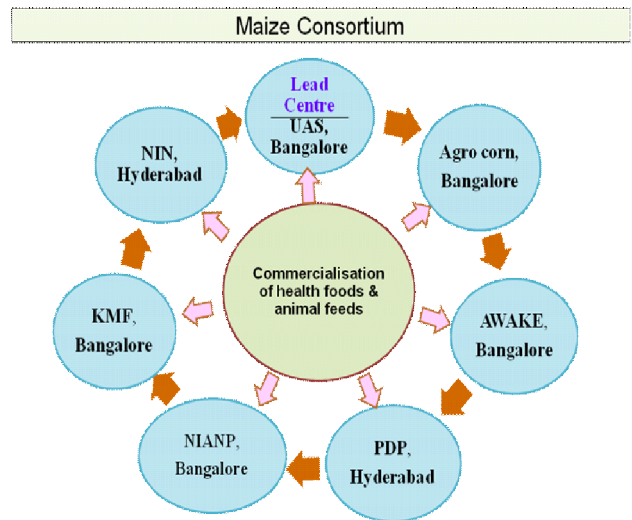 Maize Consortium
Lead
Centre
UAS,
Bangalore
Agro corn,
Bangalore
AWAKE,
Bangalore
PDP,
Hyderabad
NIANP,
Bangalore
KMF,
Bangalore
NIN,
Hyderabad
Commercialisation
of health foods &
animal feeds